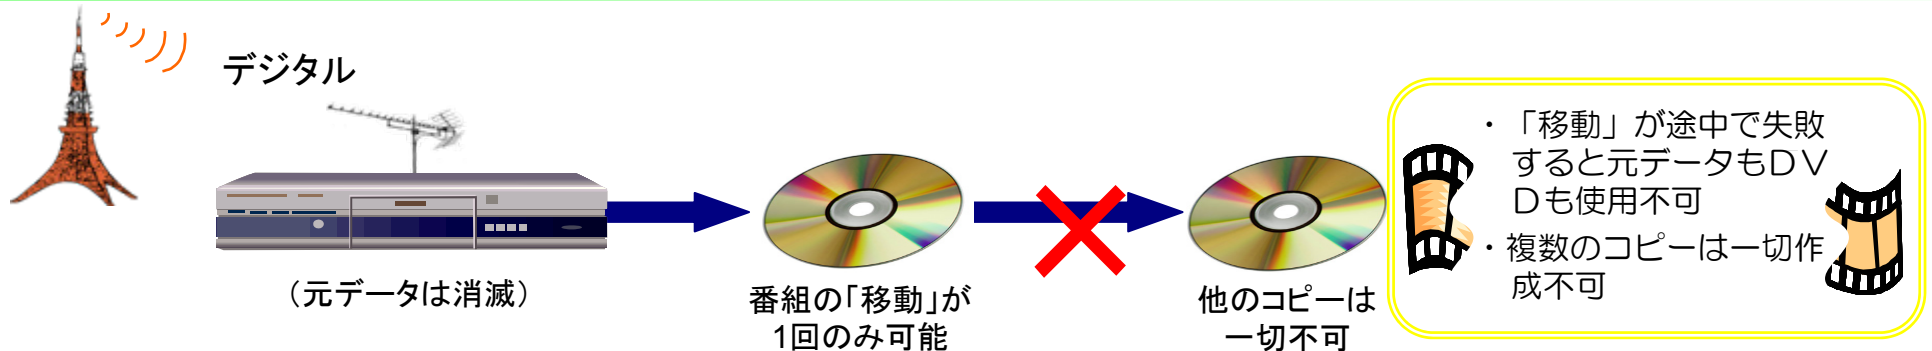 デジタル
（元データは消滅）
番組の「移動」が
1回のみ可能
他のコピーは
一切不可
・「移動」が途中で失敗
すると元データもＤＶ
Ｄも使用不可
・複数のコピーは一切作
成不可